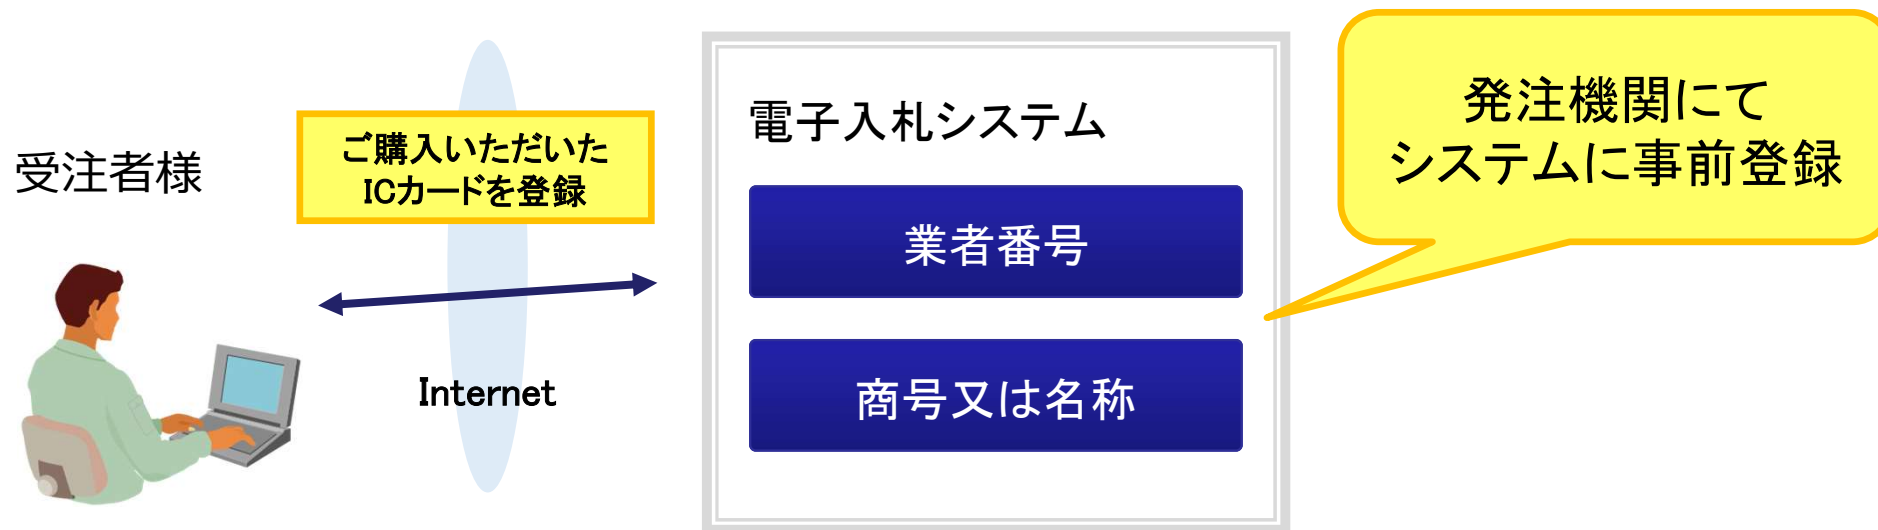 受注者様
ご購入いただいた
ICカードを登録
Internet
電子入札システム
業者番号
商号又は名称
発注機関にて
システムに事前登録